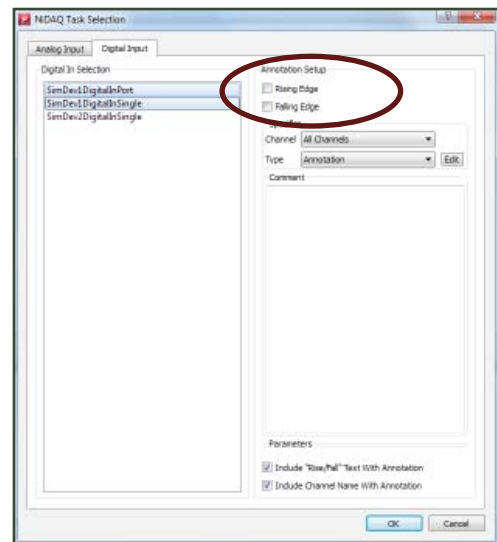 NIDAQ Task Selection
Analog Input
Digital Input
Digital In Selection
SimDev1DigitalInPort
SimDev1DigitalInSingle
SimDev2DigitalInSingle
Annotation Setup
Rising Edge
Falling Edge
Channel All Channels
Type Annotation Edit
Comment
Parameters
Include "Rise/Fall" Text With Annotation
Include Channel Name With Annotation
OK Cancel